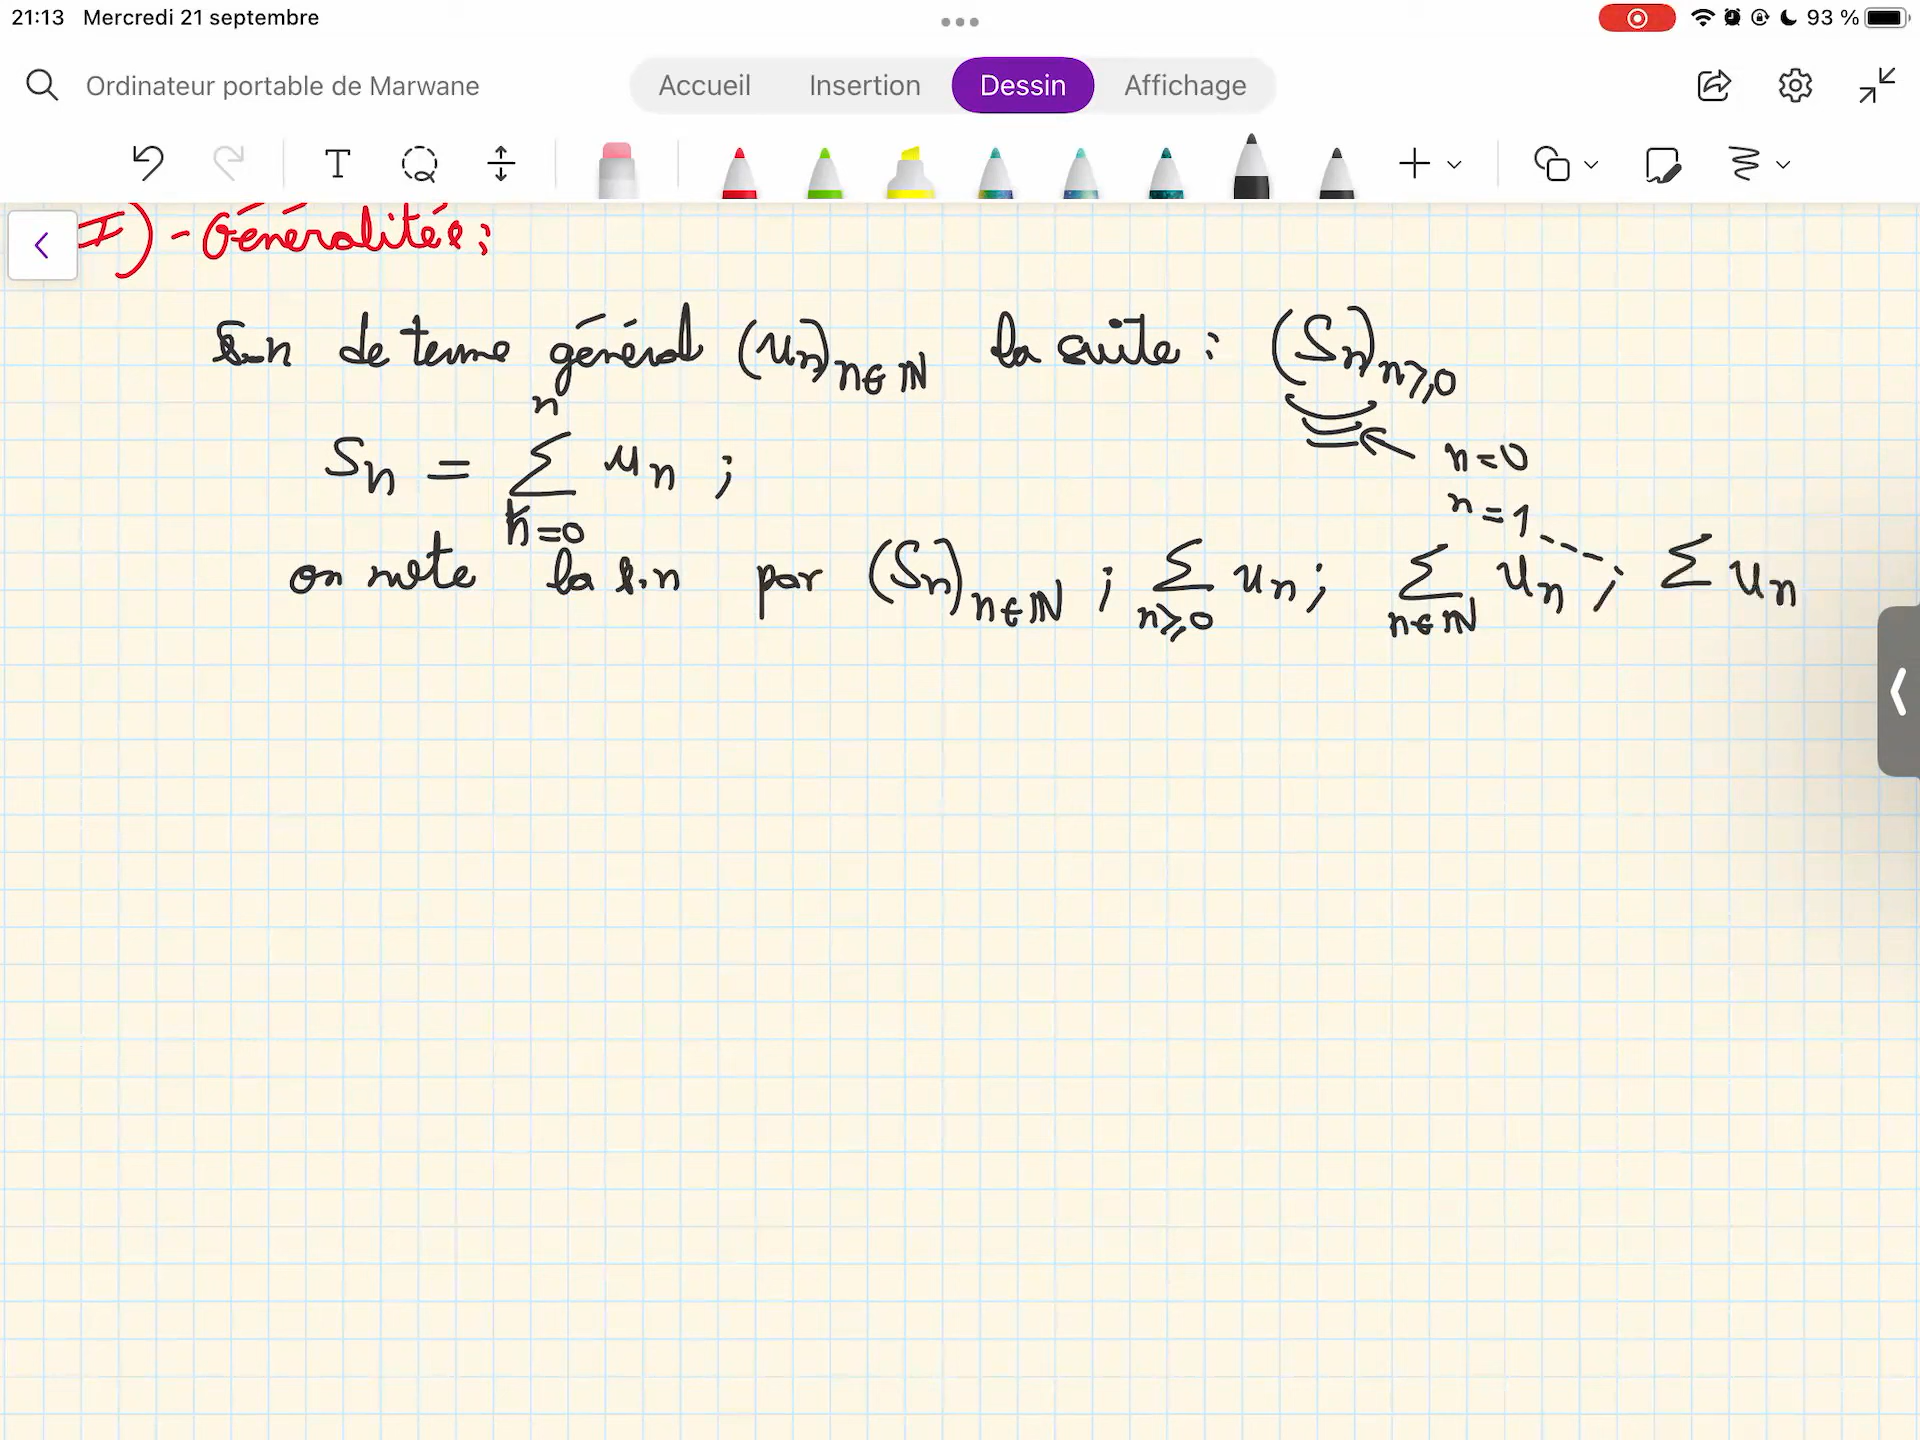 21:13 Mercredi 21 septembre 93 %
Ordinateur portable de Marwane Accueil Insertion Dessin Affichage
T
I) - Généralités :
S-n de terme général (un)n∈ℕ la suite : (Sn)n⩾0
Sn = ∑ⁿₖ₌₀ un ;
n=0
n=1
on note la s.n par (Sn)n∈ℕ ; ∑n⩾0 un ; ∑n∈ℕ un ; ∑ un